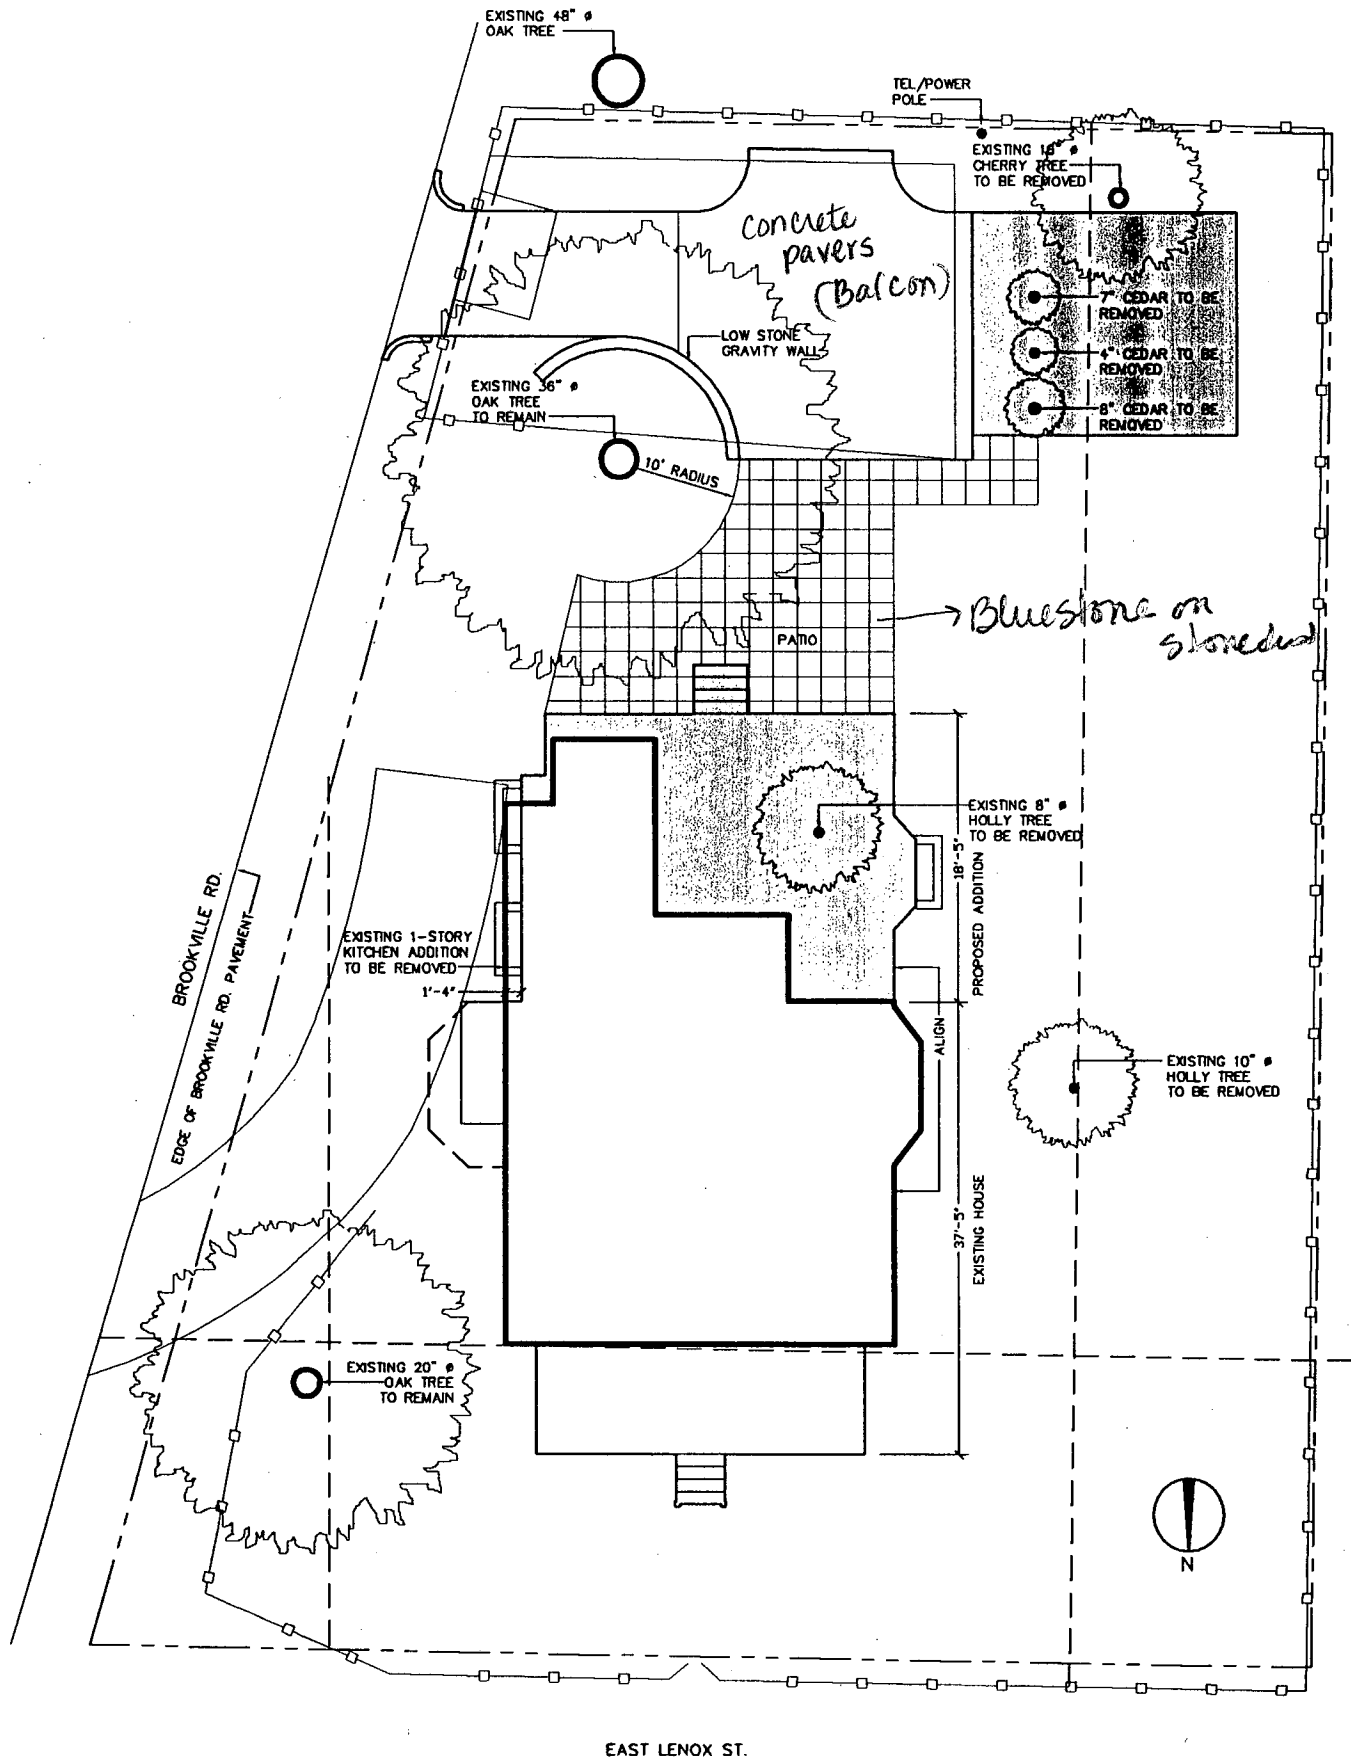 EXISTING 48" ø
OAK TREE
TEL/POWER
POLE
EXISTING 18" ø
CHERRY TREE
TO BE REMOVED
concrete
pavers
(Balcon)
7" CEDAR TO BE
REMOVED
4" CEDAR TO BE
REMOVED
8" CEDAR TO BE
REMOVED
LOW STONE
GRAVITY WALL
EXISTING 36" ø
OAK TREE
TO REMAIN
10' RADIUS
Bluestone on
PATIO
EXISTING 8" ø
HOLLY TREE
TO BE REMOVED
18'-5"
PROPOSED ADDITION
BROOKVILLE RD.
EDGE OF BROOKVILLE RD. PAVEMENT
EXISTING 1-STORY
KITCHEN ADDITION
TO BE REMOVED
1'-4"
ALIGN
EXISTING 10" ø
HOLLY TREE
TO BE REMOVED
37'-5"
EXISTING HOUSE
EXISTING 20" ø
OAK TREE
TO REMAIN
N
EAST LENOX ST.